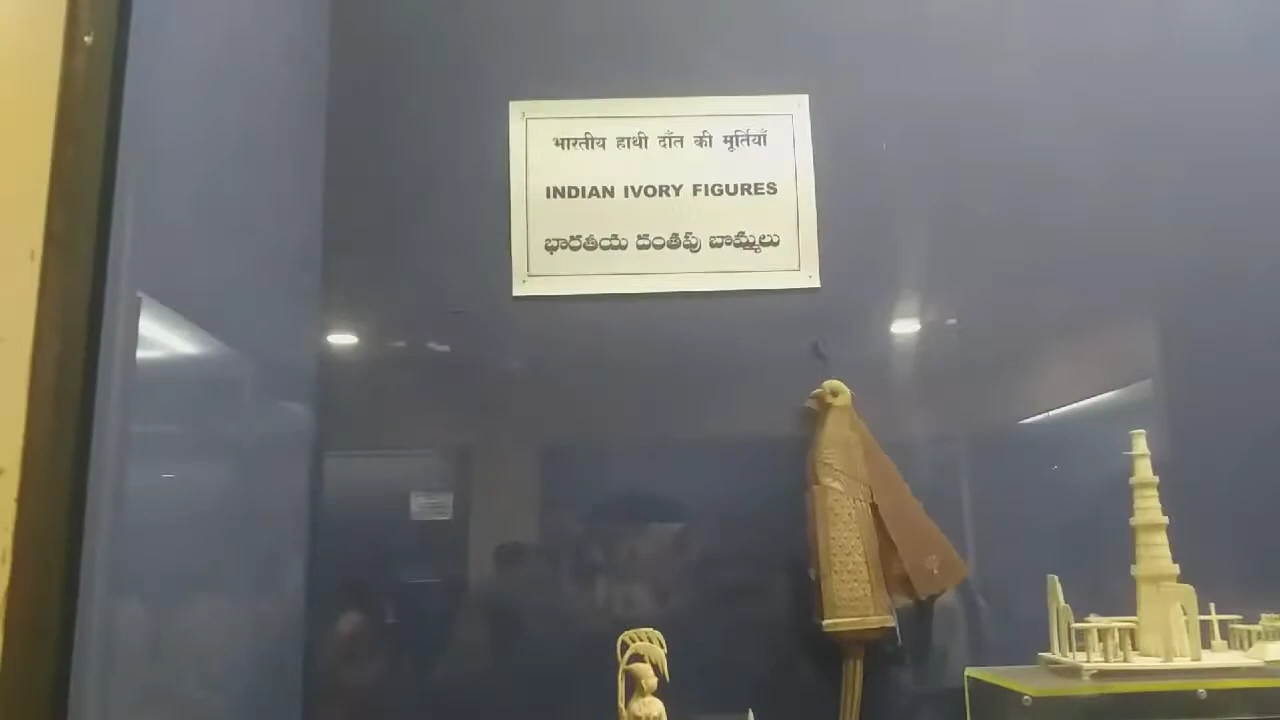 भारतीय हाथी दाँत की मूर्तियाँ
INDIAN IVORY FIGURES
భారతీయ దంతపు బొమ్మలు